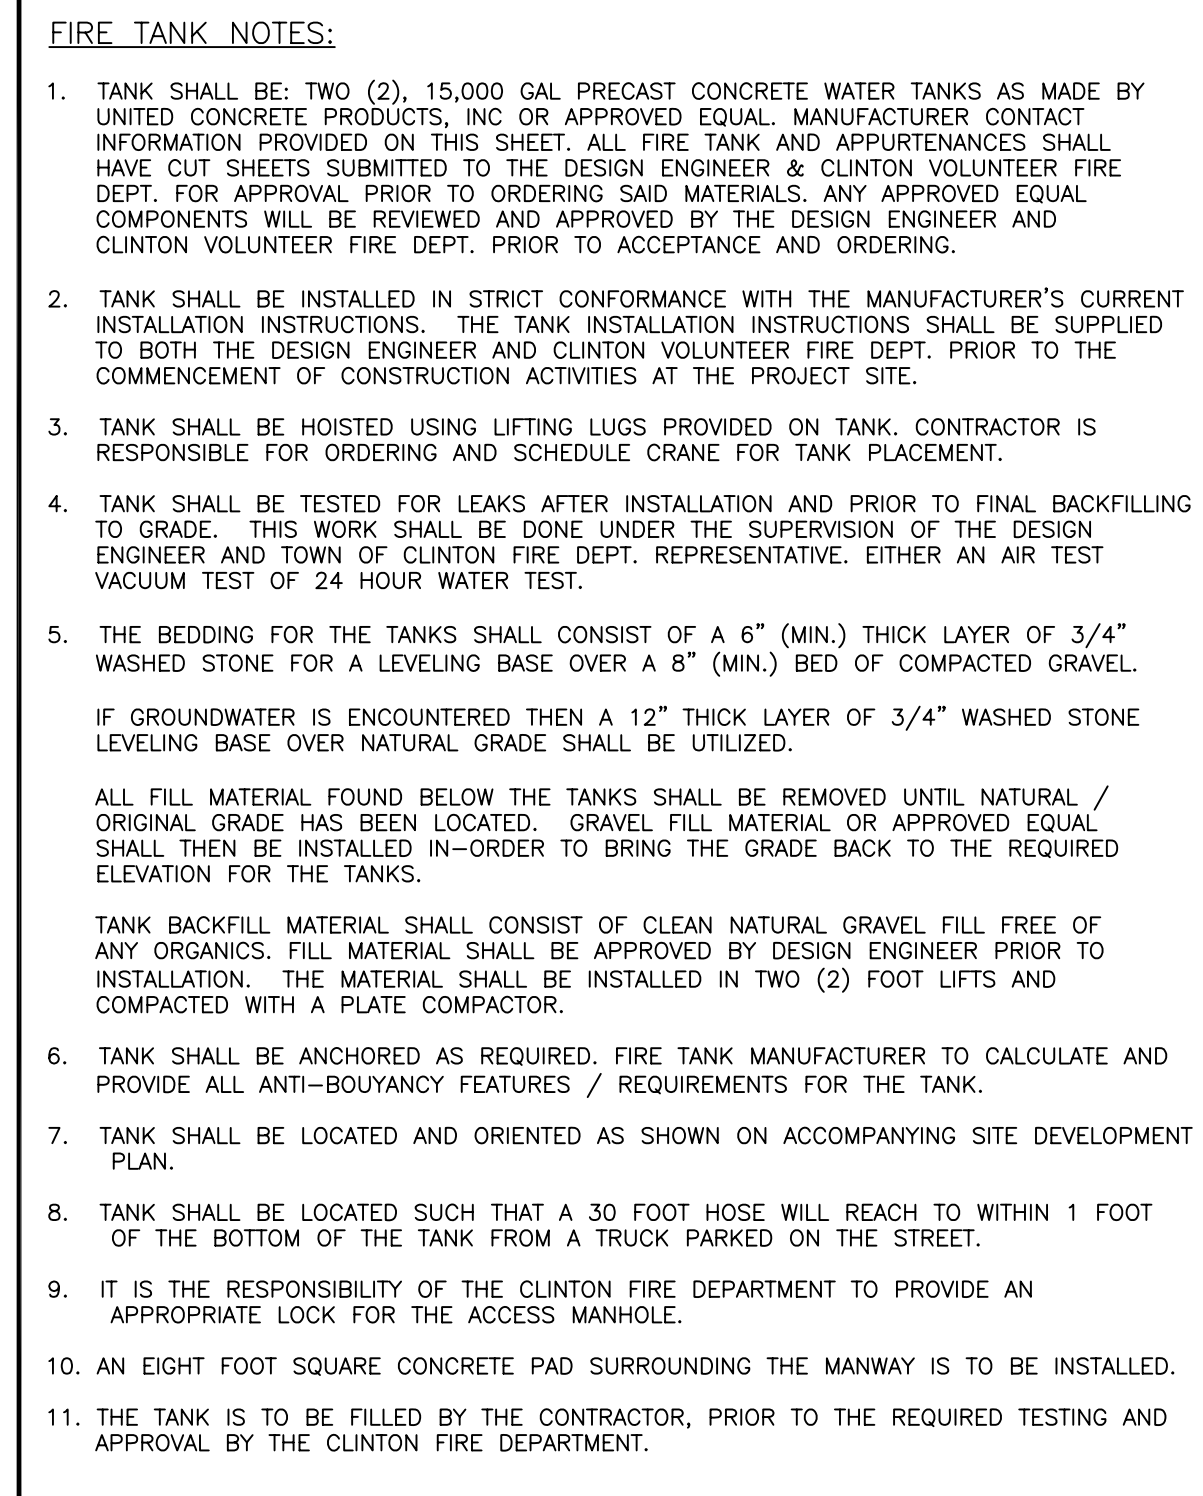 FIRE TANK NOTES:
1. TANK SHALL BE: TWO (2), 15,000 GAL PRECAST CONCRETE WATER TANKS AS MADE BY
UNITED CONCRETE PRODUCTS, INC OR APPROVED EQUAL. MANUFACTURER CONTACT
INFORMATION PROVIDED ON THIS SHEET. ALL FIRE TANK AND APPURTENANCES SHALL
HAVE CUT SHEETS SUBMITTED TO THE DESIGN ENGINEER & CLINTON VOLUNTEER FIRE
DEPT. FOR APPROVAL PRIOR TO ORDERING SAID MATERIALS. ANY APPROVED EQUAL
COMPONENTS WILL BE REVIEWED AND APPROVED BY THE DESIGN ENGINEER AND
CLINTON VOLUNTEER FIRE DEPT. PRIOR TO ACCEPTANCE AND ORDERING.
2. TANK SHALL BE INSTALLED IN STRICT CONFORMANCE WITH THE MANUFACTURER'S CURRENT
INSTALLATION INSTRUCTIONS. THE TANK INSTALLATION INSTRUCTIONS SHALL BE SUPPLIED
TO BOTH THE DESIGN ENGINEER AND CLINTON VOLUNTEER FIRE DEPT. PRIOR TO THE
COMMENCEMENT OF CONSTRUCTION ACTIVITIES AT THE PROJECT SITE.
3. TANK SHALL BE HOISTED USING LIFTING LUGS PROVIDED ON TANK. CONTRACTOR IS
RESPONSIBLE FOR ORDERING AND SCHEDULE CRANE FOR TANK PLACEMENT.
4. TANK SHALL BE TESTED FOR LEAKS AFTER INSTALLATION AND PRIOR TO FINAL BACKFILLING
TO GRADE. THIS WORK SHALL BE DONE UNDER THE SUPERVISION OF THE DESIGN
ENGINEER AND TOWN OF CLINTON FIRE DEPT. REPRESENTATIVE. EITHER AN AIR TEST
VACUUM TEST OF 24 HOUR WATER TEST.
5. THE BEDDING FOR THE TANKS SHALL CONSIST OF A 6" (MIN.) THICK LAYER OF 3/4"
WASHED STONE FOR A LEVELING BASE OVER A 8" (MIN.) BED OF COMPACTED GRAVEL.
IF GROUNDWATER IS ENCOUNTERED THEN A 12" THICK LAYER OF 3/4" WASHED STONE
LEVELING BASE OVER NATURAL GRADE SHALL BE UTILIZED.
ALL FILL MATERIAL FOUND BELOW THE TANKS SHALL BE REMOVED UNTIL NATURAL /
ORIGINAL GRADE HAS BEEN LOCATED. GRAVEL FILL MATERIAL OR APPROVED EQUAL
SHALL THEN BE INSTALLED IN-ORDER TO BRING THE GRADE BACK TO THE REQUIRED
ELEVATION FOR THE TANKS.
TANK BACKFILL MATERIAL SHALL CONSIST OF CLEAN NATURAL GRAVEL FILL FREE OF
ANY ORGANICS. FILL MATERIAL SHALL BE APPROVED BY DESIGN ENGINEER PRIOR TO
INSTALLATION. THE MATERIAL SHALL BE INSTALLED IN TWO (2) FOOT LIFTS AND
COMPACTED WITH A PLATE COMPACTOR.
6. TANK SHALL BE ANCHORED AS REQUIRED. FIRE TANK MANUFACTURER TO CALCULATE AND
PROVIDE ALL ANTI-BOUYANCY FEATURES / REQUIREMENTS FOR THE TANK.
7. TANK SHALL BE LOCATED AND ORIENTED AS SHOWN ON ACCOMPANYING SITE DEVELOPMENT
PLAN.
8. TANK SHALL BE LOCATED SUCH THAT A 30 FOOT HOSE WILL REACH TO WITHIN 1 FOOT
OF THE BOTTOM OF THE TANK FROM A TRUCK PARKED ON THE STREET.
9. IT IS THE RESPONSIBILITY OF THE CLINTON FIRE DEPARTMENT TO PROVIDE AN
APPROPRIATE LOCK FOR THE ACCESS MANHOLE.
10. AN EIGHT FOOT SQUARE CONCRETE PAD SURROUNDING THE MANWAY IS TO BE INSTALLED.
11. THE TANK IS TO BE FILLED BY THE CONTRACTOR, PRIOR TO THE REQUIRED TESTING AND
APPROVAL BY THE CLINTON FIRE DEPARTMENT.